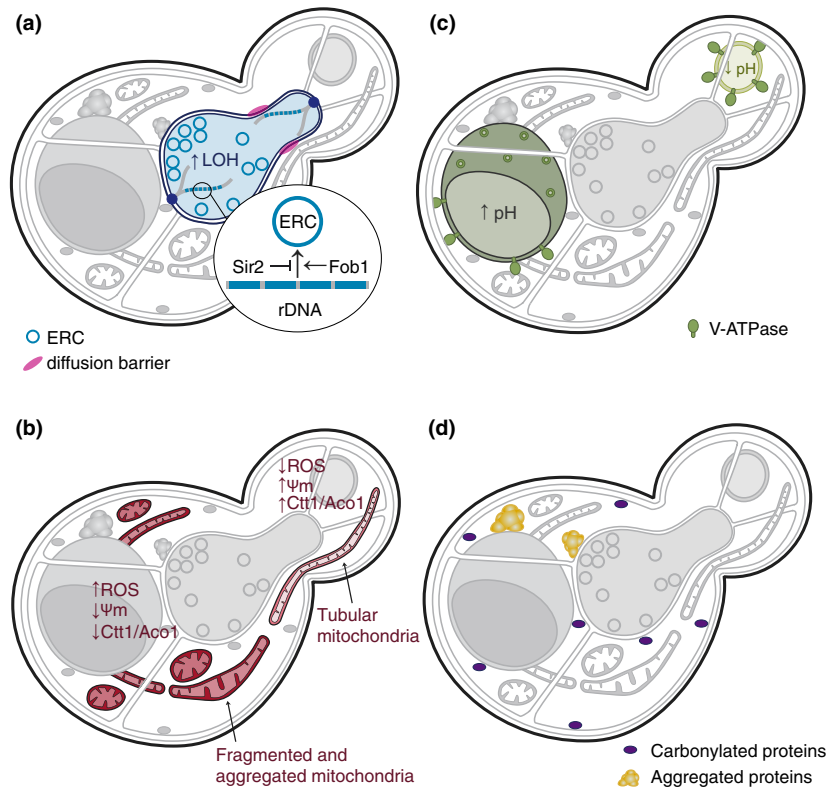 (a)
↑ LOH
ERC
Sir2
Fob1
rDNA
ERC
diffusion barrier
(c)
↓ pH
↑ pH
V-ATPase
(b)
↓ROS
↑Ψm
↑Ctt1/Aco1
↑ROS
↓Ψm
↓Ctt1/Aco1
Tubular
mitochondria
Fragmented and
aggregated mitochondria
(d)
Carbonylated proteins
Aggregated proteins